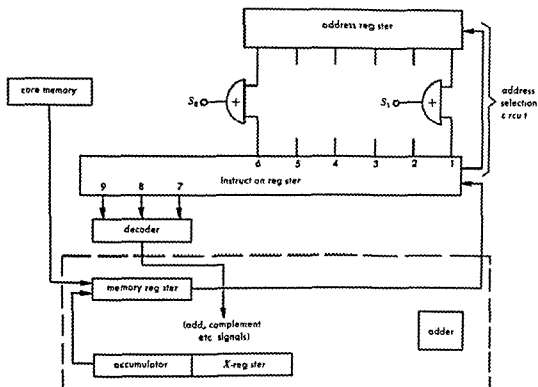 address reg ster
core memory
S₆
+
S₁
+
address
selection
c rcu t
6 5 4 3 2 1
Instruct on reg ster
9 8 7
decoder
memory reg ster
(add, complement
etc signals)
adder
accumulator
X-reg ster